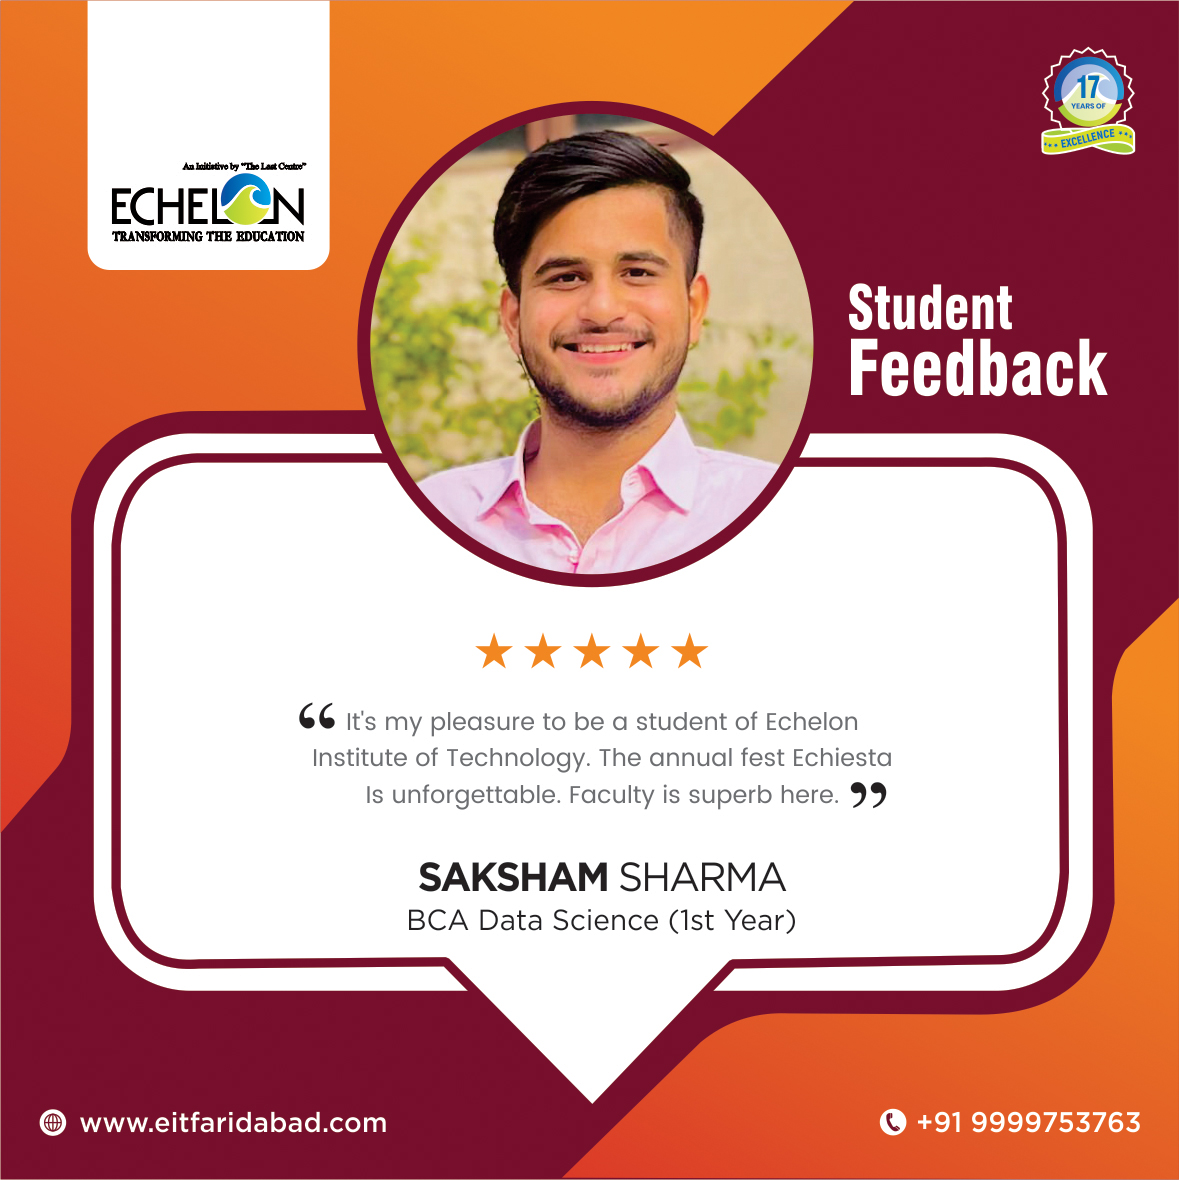 An Initiative by "The Last Centre"
ECHELON
TRANSFORMING THE EDUCATION
17
YEARS OF
EXCELLENCE
Student
Feedback
“ It's my pleasure to be a student of Echelon
Institute of Technology. The annual fest Echiesta
Is unforgettable. Faculty is superb here. ”
SAKSHAM SHARMA
BCA Data Science (1st Year)
www.eitfaridabad.com
+91 9999753763